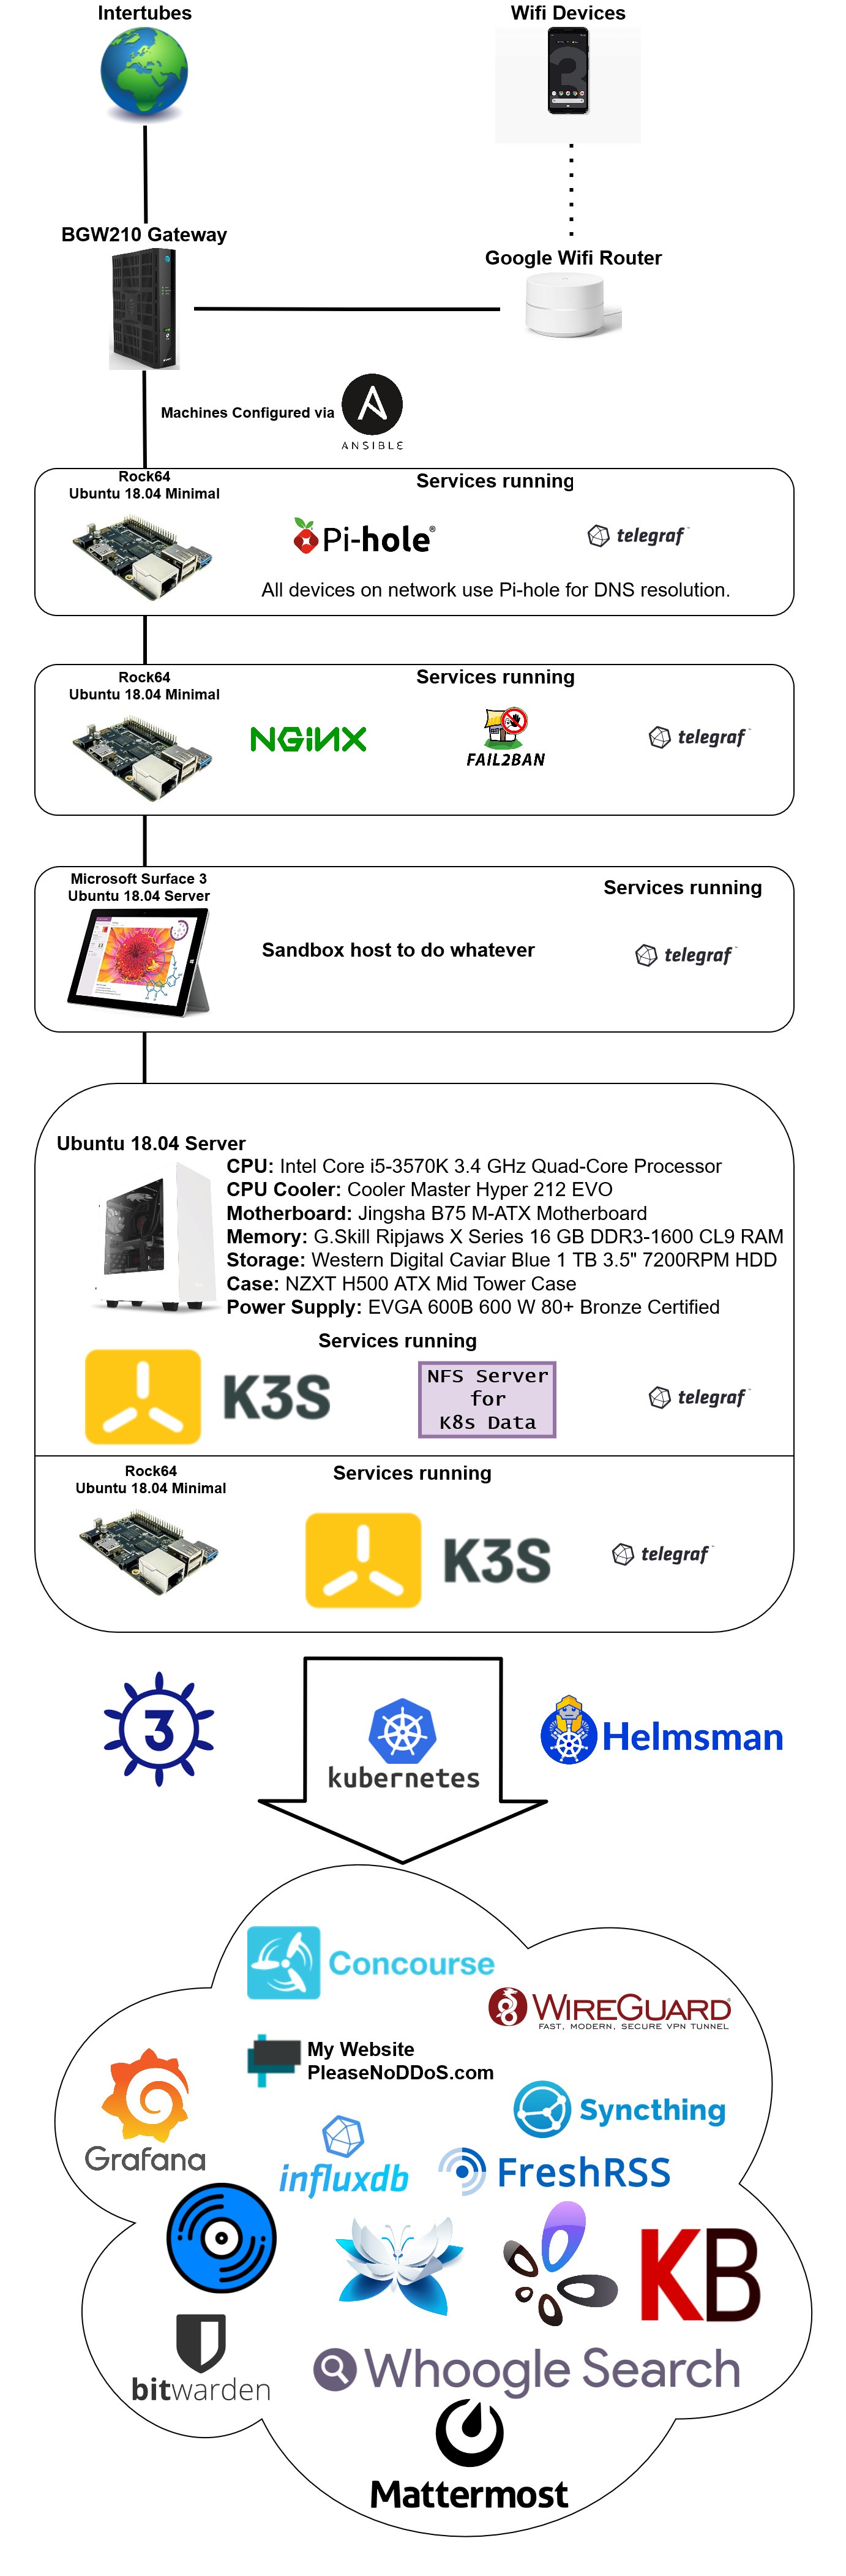 Intertubes
Wifi Devices
BGW210 Gateway
Google Wifi Router
Machines Configured via
ANSIBLE
Rock64
Ubuntu 18.04 Minimal
Services running
Pi-hole®
telegraf
All devices on network use Pi-hole for DNS resolution.
Rock64
Ubuntu 18.04 Minimal
Services running
NGiNX
FAIL2BAN
telegraf
Microsoft Surface 3
Ubuntu 18.04 Server
Services running
Sandbox host to do whatever
telegraf
Ubuntu 18.04 Server
CPU: Intel Core i5-3570K 3.4 GHz Quad-Core Processor
CPU Cooler: Cooler Master Hyper 212 EVO
Motherboard: Jingsha B75 M-ATX Motherboard
Memory: G.Skill Ripjaws X Series 16 GB DDR3-1600 CL9 RAM
Storage: Western Digital Caviar Blue 1 TB 3.5" 7200RPM HDD
Case: NZXT H500 ATX Mid Tower Case
Power Supply: EVGA 600B 600 W 80+ Bronze Certified
Services running
K3S
NFS Server
for
K8s Data
telegraf
Rock64
Ubuntu 18.04 Minimal
Services running
K3S
telegraf
3
kubernetes
Helmsman
Concourse
WIREGUARD
FAST, MODERN, SECURE VPN TUNNEL
My Website
PleaseNoDDoS.com
Grafana
Syncthing
influxdb
FreshRSS
KB
bitwarden
Whoogle Search
Mattermost